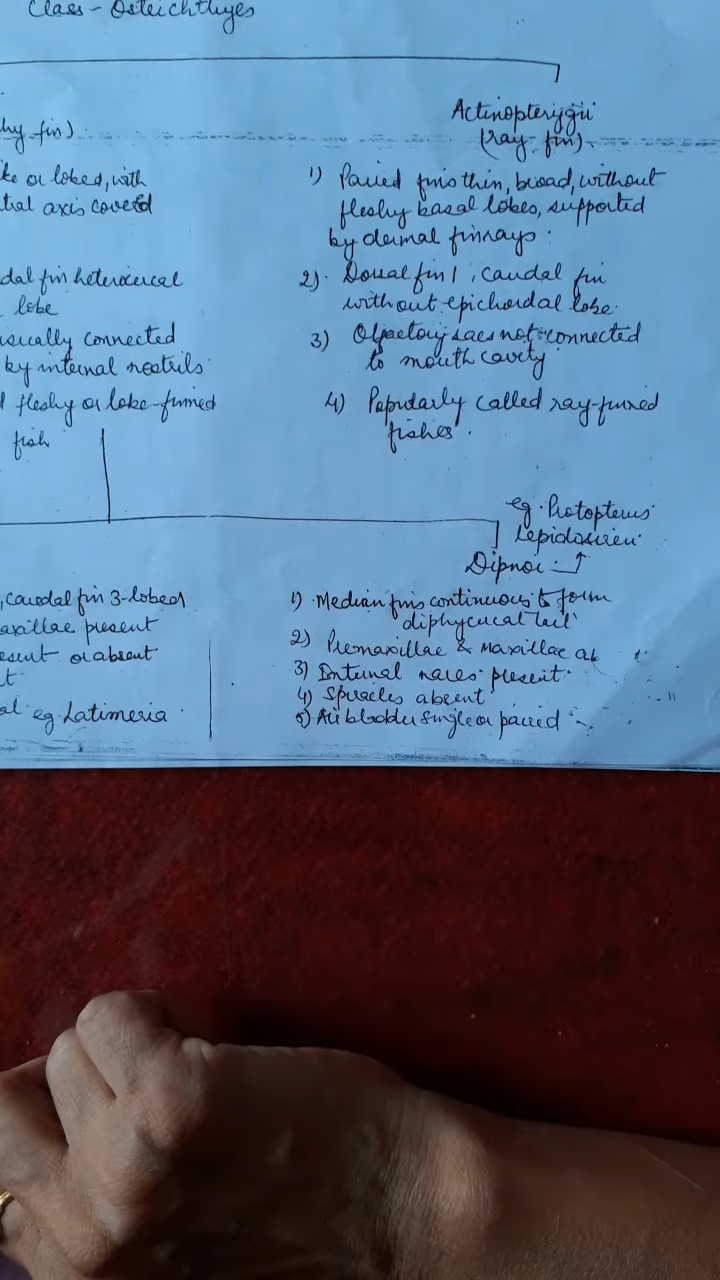 Class - Osteichthyes
Actinopterygii
(ray fin)
hy fin)
ke or lobed, with
tral axis covered
1) Paired fins thin, broad, without
fleshy basal lobes, supported
by dermal finrays.
dal fin heterocercal
lobe
2). Dorsal fin 1, caudal fin
without epichordal lobe.
usually connected
by internal nostrils
3) Olfactory sacs not connected
to mouth cavity
d fleshy or lobe-finned
fish
4) Popularly called ray-finned
fishes.
eg. Protopterus
Lepidosiren
Dipnoi
, caudal fin 3-lobed
axillae present
esent or absent
t
al eg. Latimeria
1) Median fins continuous to form
diphycercal tail
2) Premaxillae & Maxillae ab
3) Internal nares present.
4) Spiracles absent
5) Air bladder single or paired